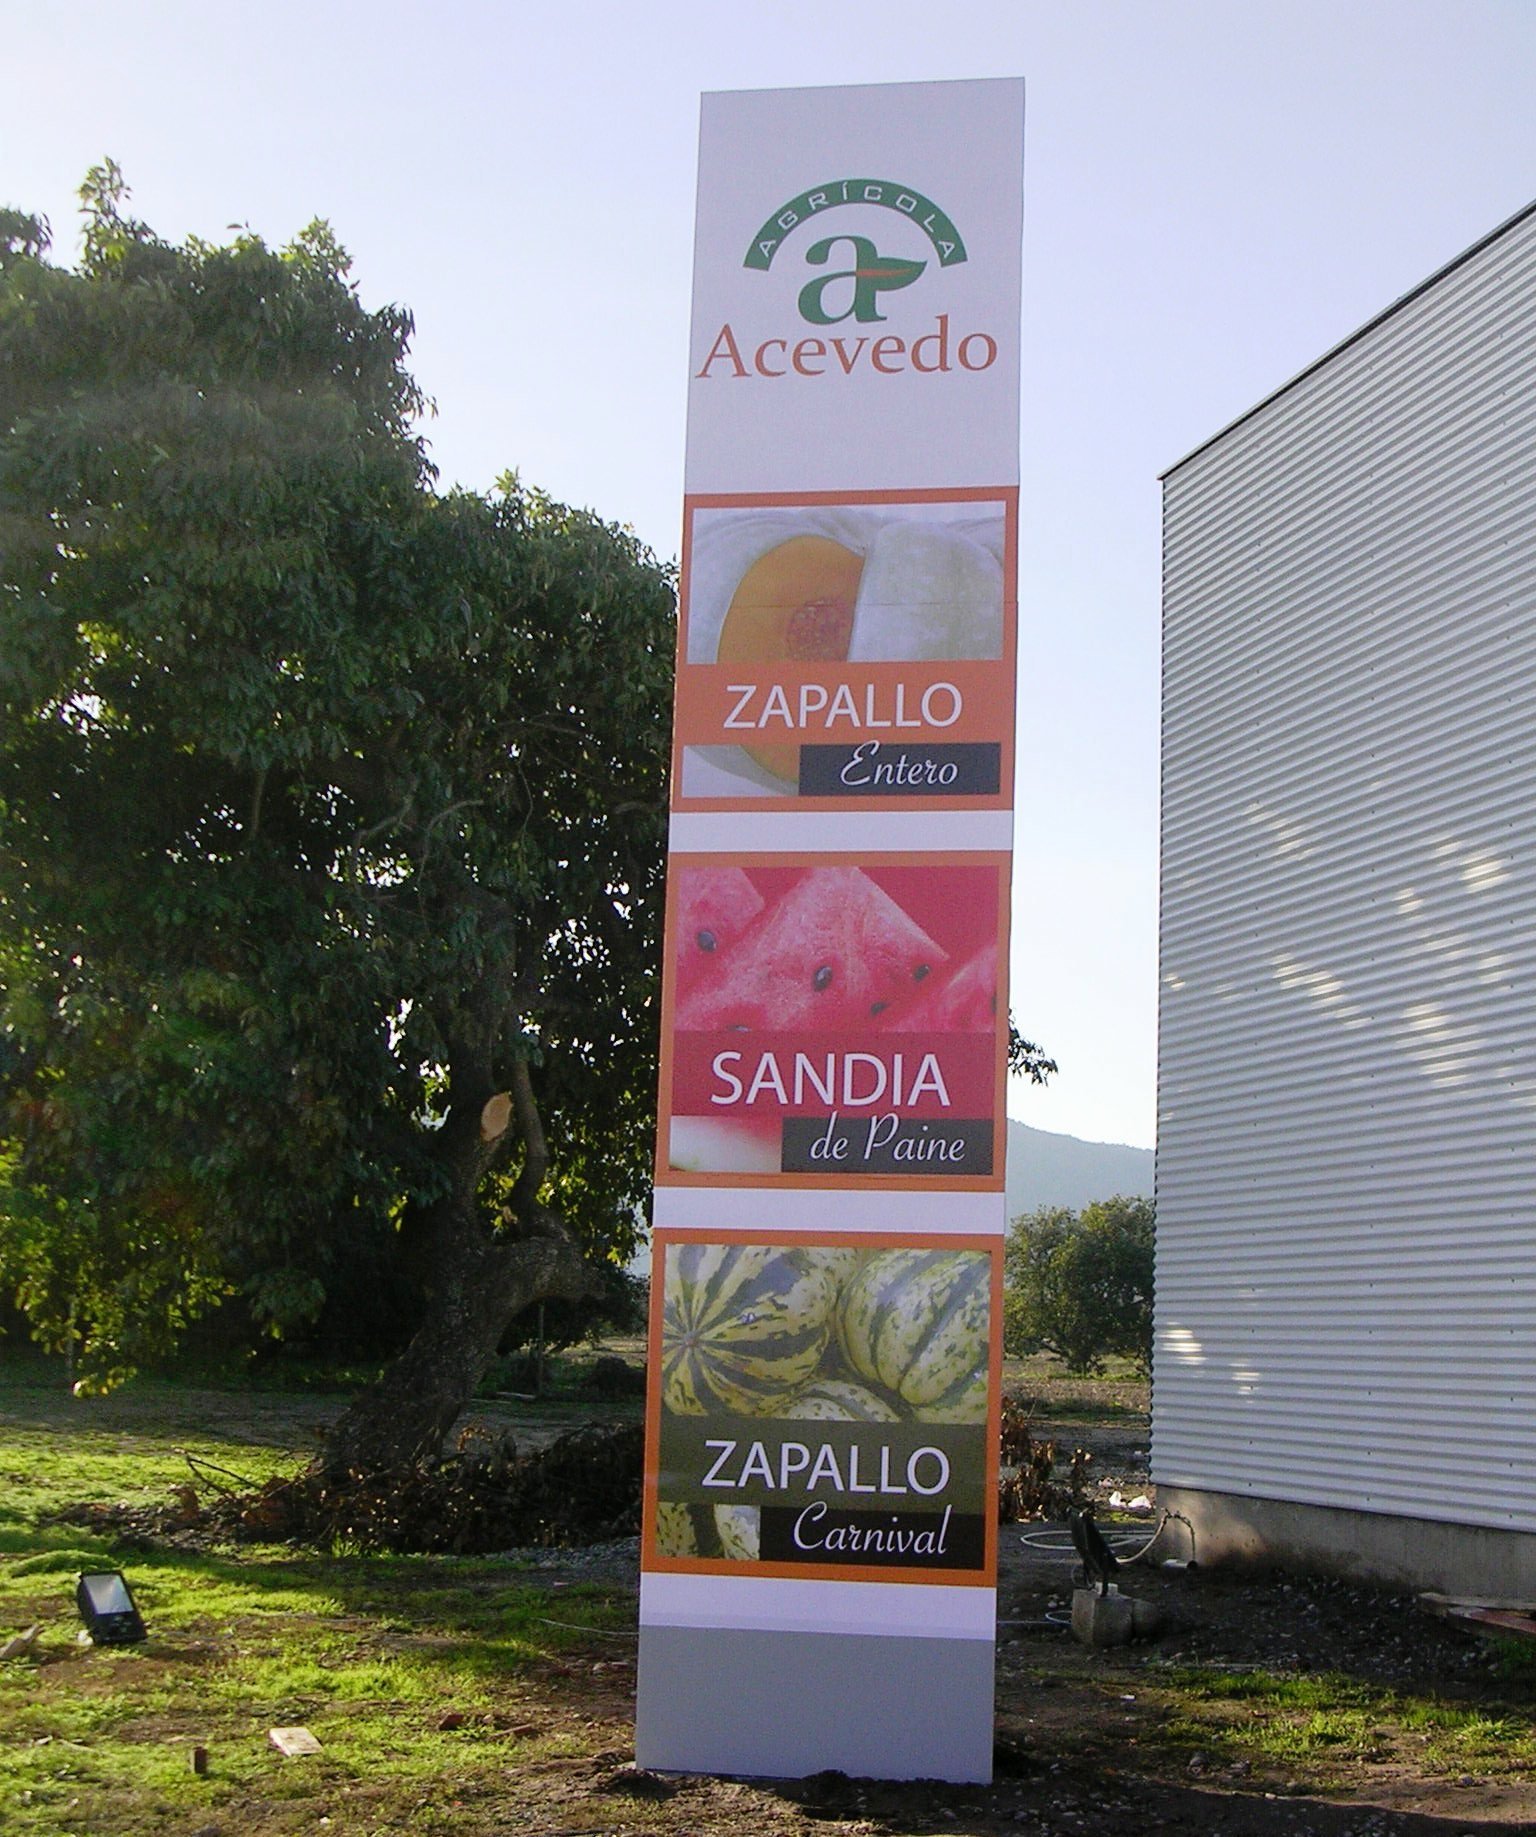 AGRÍCOLA
a
Acevedo
ZAPALLO
Entero
SANDIA
de Paine
ZAPALLO
Carnival